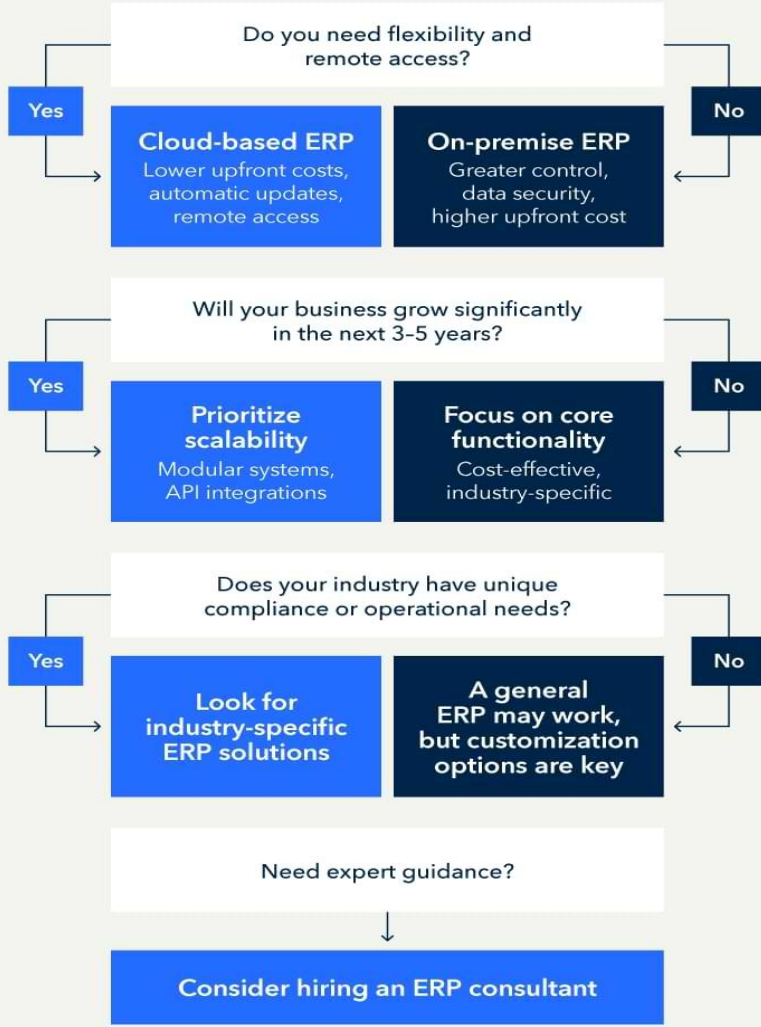 Do you need flexibility and
remote access?
Yes
No
Cloud-based ERP
Lower upfront costs,
automatic updates,
remote access
On-premise ERP
Greater control,
data security,
higher upfront cost
Will your business grow significantly
in the next 3–5 years?
Yes
No
Prioritize
scalability
Modular systems,
API integrations
Focus on core
functionality
Cost-effective,
industry-specific
Does your industry have unique
compliance or operational needs?
Yes
No
Look for
industry-specific
ERP solutions
A general
ERP may work,
but customization
options are key
Need expert guidance?
Consider hiring an ERP consultant